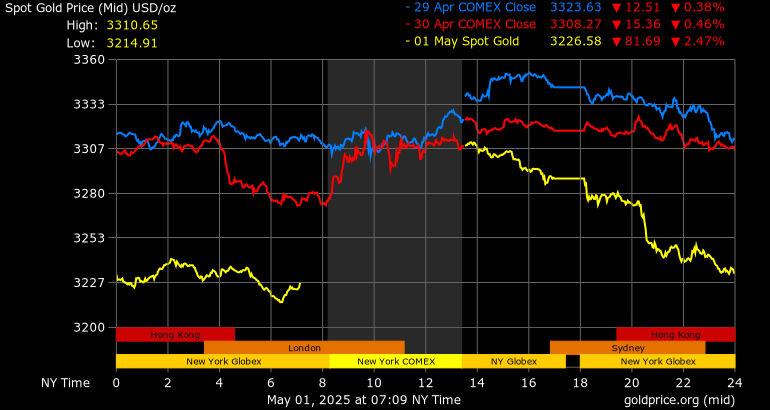 Spot Gold Price (Mid) USD/oz
High: 3310.65
Low: 3214.91
- 29 Apr COMEX Close 3323.63 ▼ 12.51 ▼ 0.38%
- 30 Apr COMEX Close 3308.27 ▼ 15.36 ▼ 0.46%
- 01 May Spot Gold 3226.58 ▼ 81.69 ▼ 2.47%
3360
3333
3307
3280
3253
3227
3200
Hong Kong Hong Kong
London Sydney
New York Globex New York COMEX NY Globex New York Globex
NY Time 0 2 4 6 8 10 12 14 16 18 20 22 24
May 01, 2025 at 07:09 NY Time goldprice.org (mid)